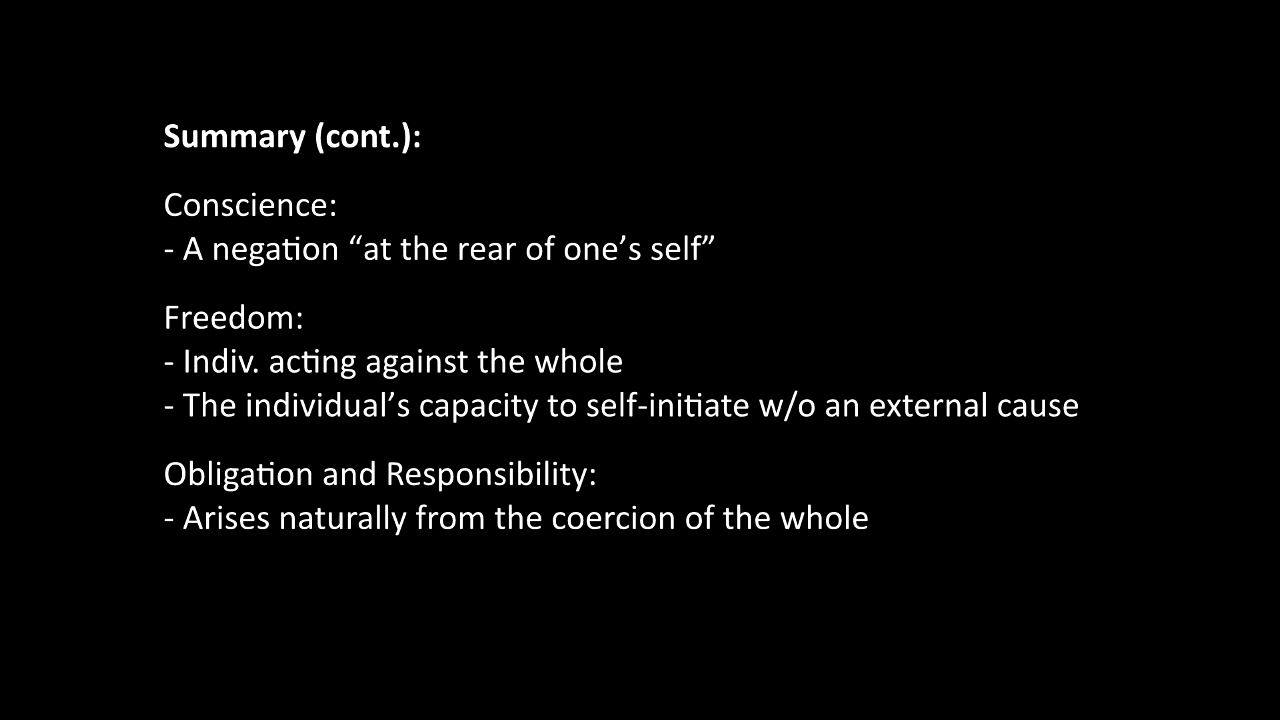 Summary (cont.):
Conscience:
- A negation “at the rear of one’s self”
Freedom:
- Indiv. acting against the whole
- The individual’s capacity to self-initiate w/o an external cause
Obligation and Responsibility:
- Arises naturally from the coercion of the whole